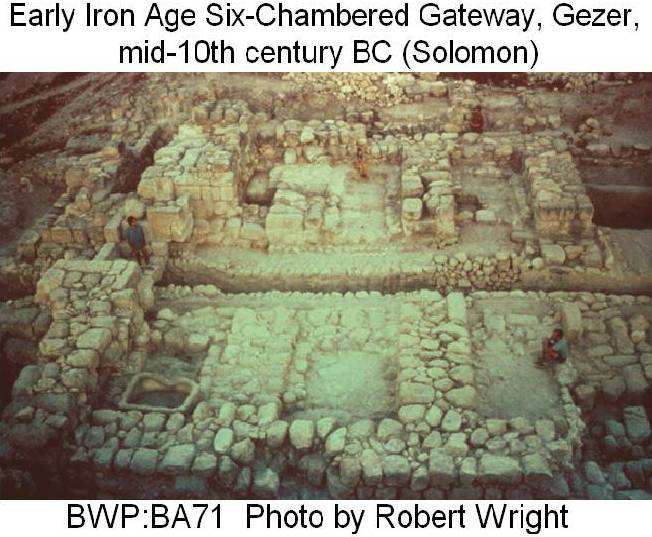 Early Iron Age Six-Chambered Gateway, Gezer,
mid-10th century BC (Solomon)
BWP:BA71  Photo by Robert Wright